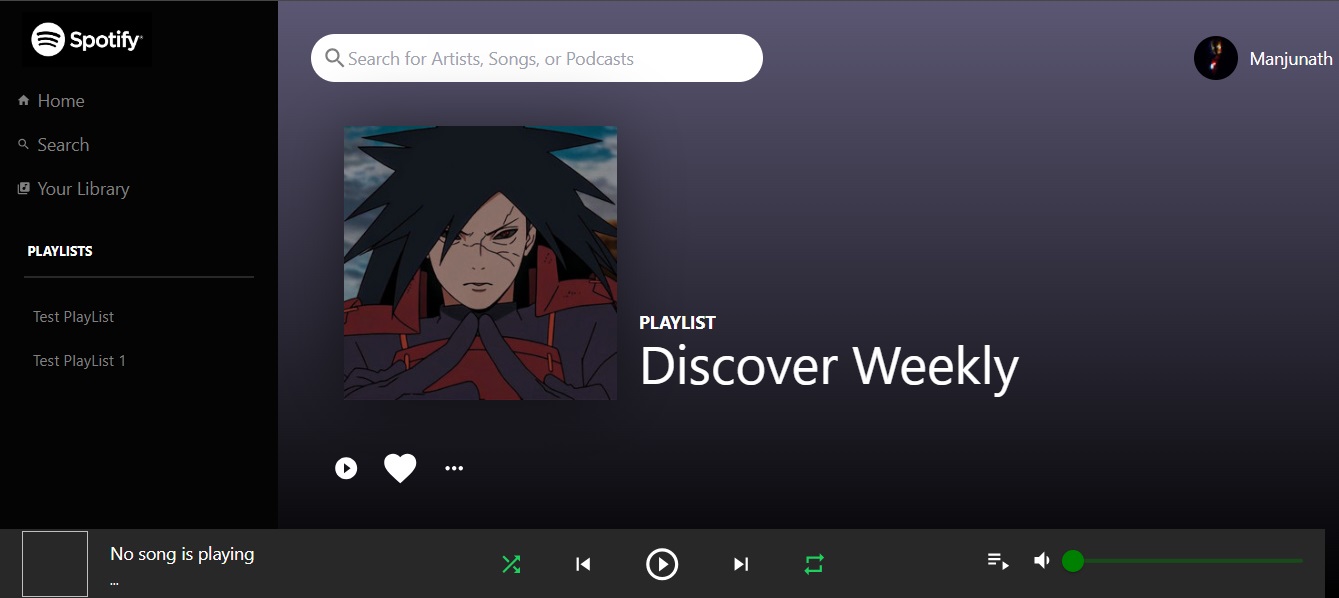 Spotify®
Search for Artists, Songs, or Podcasts
Manjunath
Home
Search
Your Library
PLAYLISTS
Test PlayList
Test PlayList 1
PLAYLIST
Discover Weekly
No song is playing
...